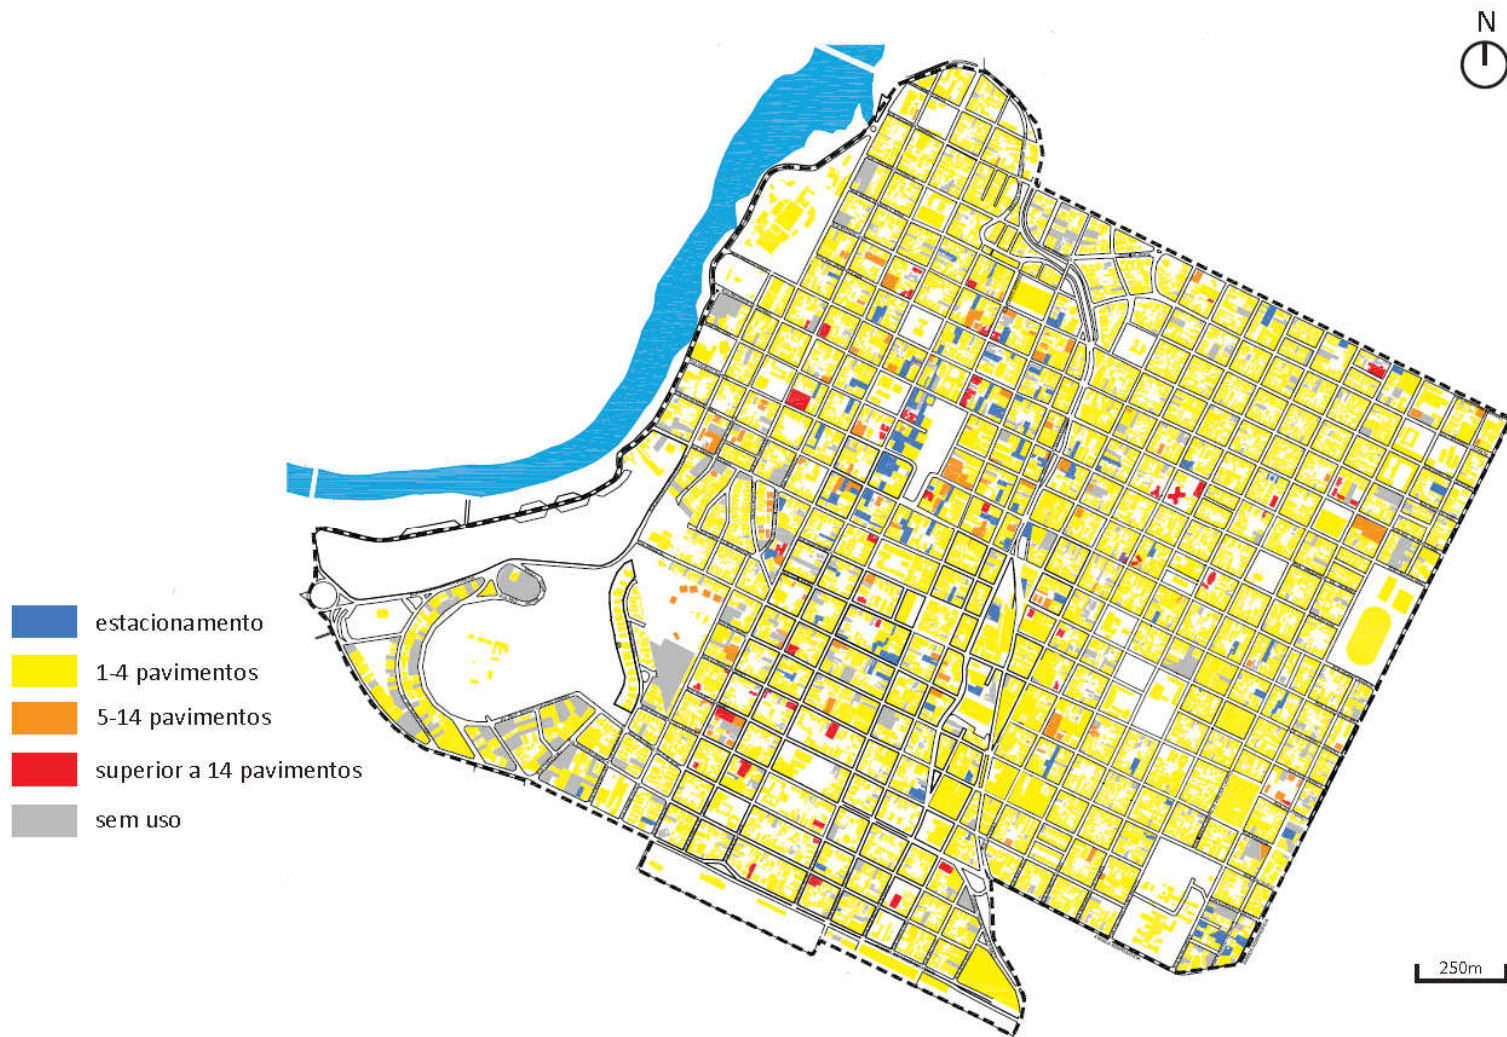 N
estacionamento
1-4 pavimentos
5-14 pavimentos
superior a 14 pavimentos
sem uso
250m